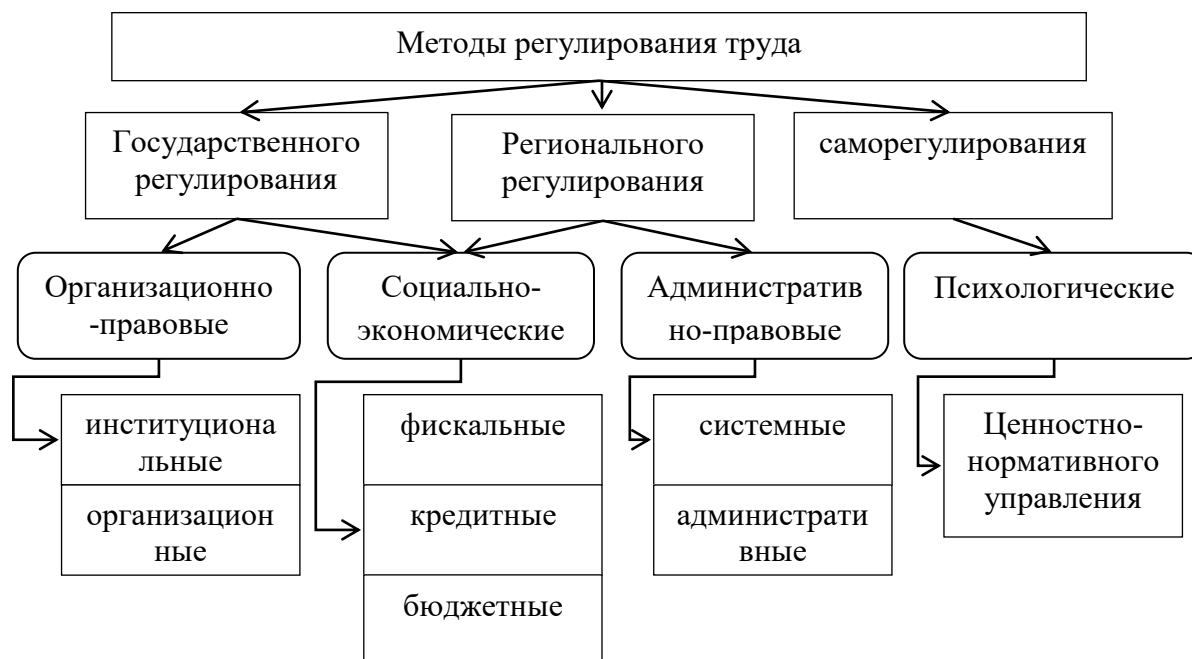 Методы регулирования труда
Государственного
регулирования
Регионального
регулирования
саморегулирования
Организационно
-правовые
Социально-
экономические
Административ
но-правовые
Психологические
институциона
льные
организацион
ные
фискальные
кредитные
бюджетные
системные
администрати
вные
Ценностно-
нормативного
управления